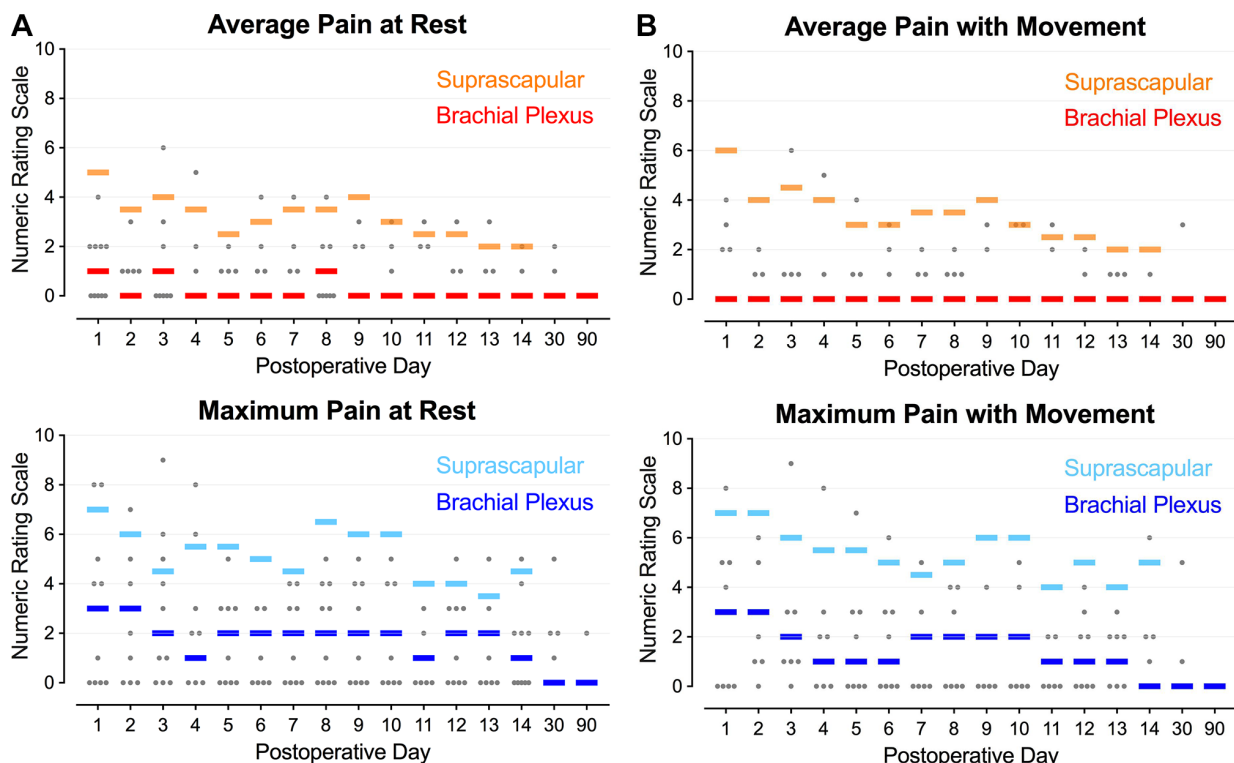 A
Average Pain at Rest
Numeric Rating Scale
10
8
6
4
2
0
Suprascapular
Brachial Plexus
1 2 3 4 5 6 7 8 9 10 11 12 13 14 30 90
Postoperative Day
B
Average Pain with Movement
Numeric Rating Scale
10
8
6
4
2
0
Suprascapular
Brachial Plexus
1 2 3 4 5 6 7 8 9 10 11 12 13 14 30 90
Postoperative Day
Maximum Pain at Rest
Numeric Rating Scale
10
8
6
4
2
0
Suprascapular
Brachial Plexus
1 2 3 4 5 6 7 8 9 10 11 12 13 14 30 90
Postoperative Day
Maximum Pain with Movement
Numeric Rating Scale
10
8
6
4
2
0
Suprascapular
Brachial Plexus
1 2 3 4 5 6 7 8 9 10 11 12 13 14 30 90
Postoperative Day